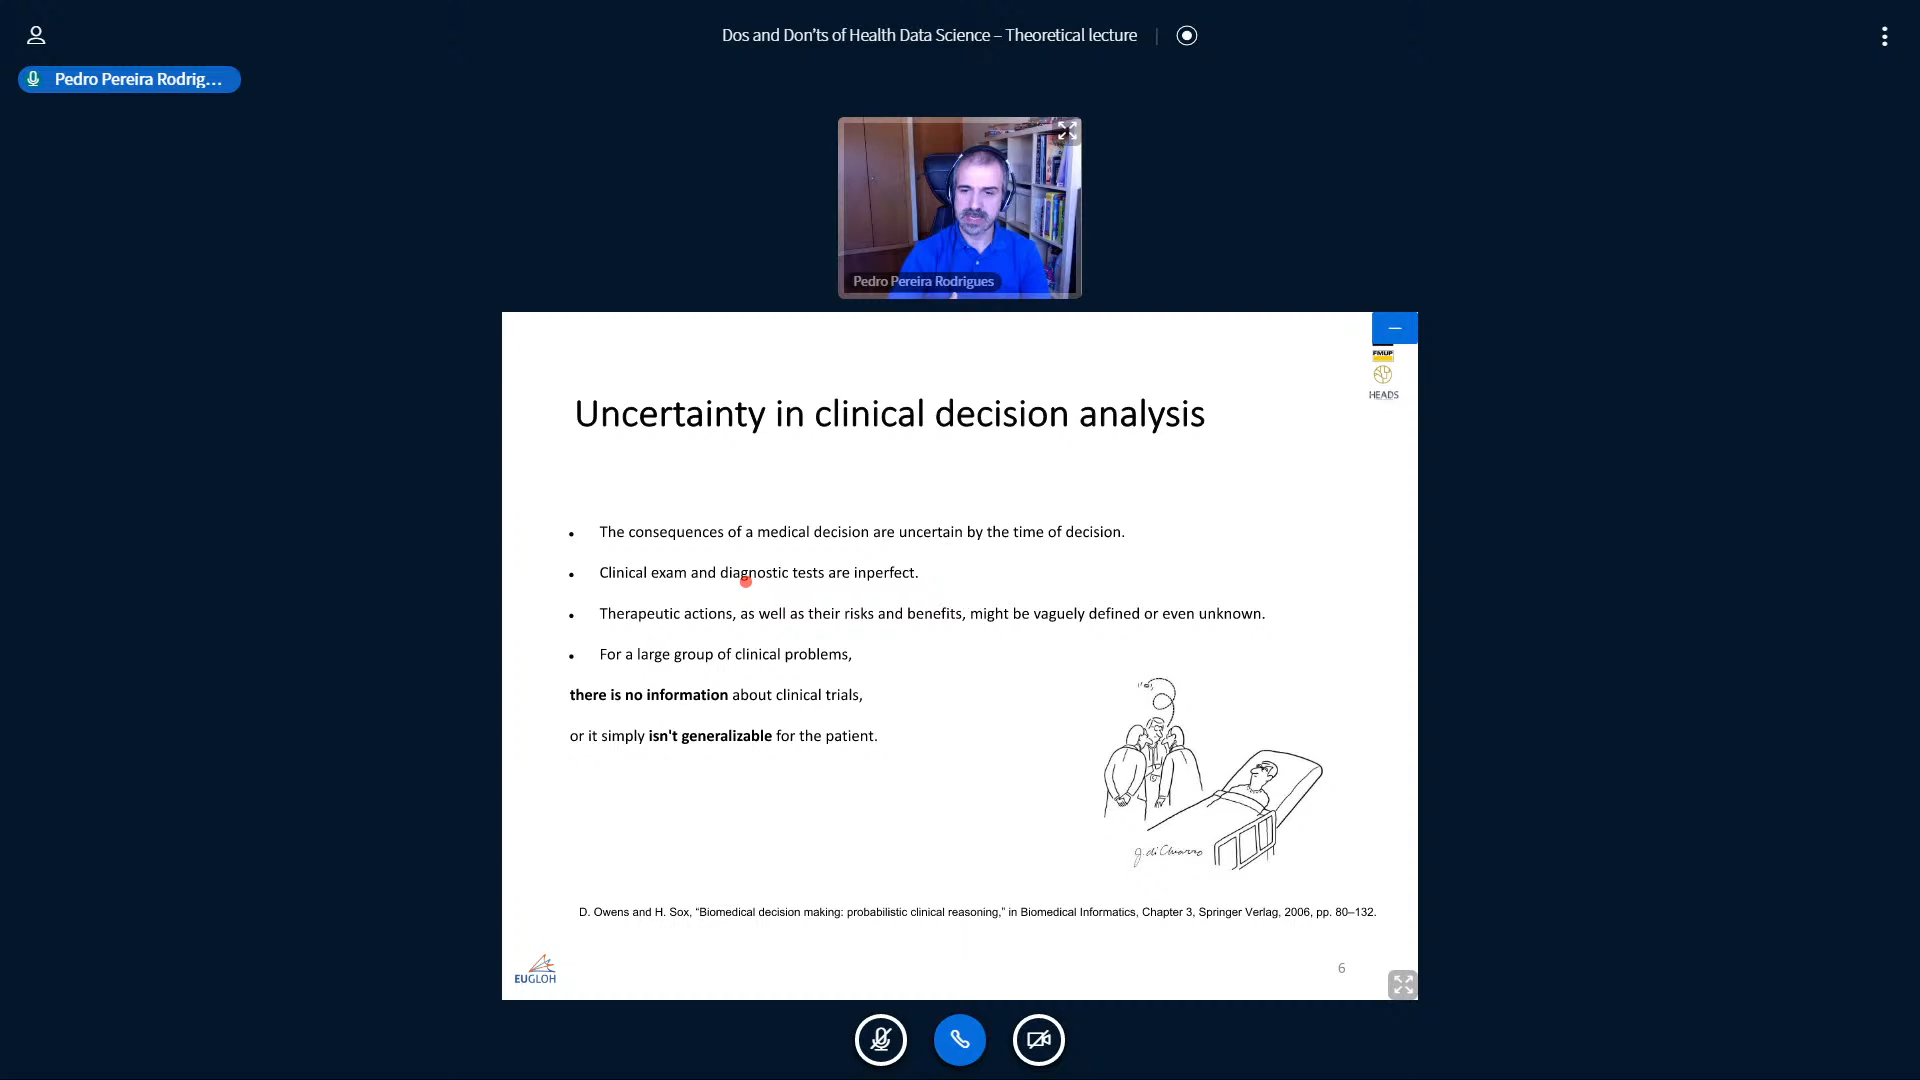 Dos and Don'ts of Health Data Science – Theoretical lecture
Pedro Pereira Rodrig...
Pedro Pereira Rodrigues
FMUP
HEADS
Uncertainty in clinical decision analysis
• The consequences of a medical decision are uncertain by the time of decision.
• Clinical exam and diagnostic tests are inperfect.
• Therapeutic actions, as well as their risks and benefits, might be vaguely defined or even unknown.
• For a large group of clinical problems,
there is no information about clinical trials,
or it simply isn't generalizable for the patient.
D. Owens and H. Sox, “Biomedical decision making: probabilistic clinical reasoning,” in Biomedical Informatics, Chapter 3, Springer Verlag, 2006, pp. 80–132.
EUGLOH
6